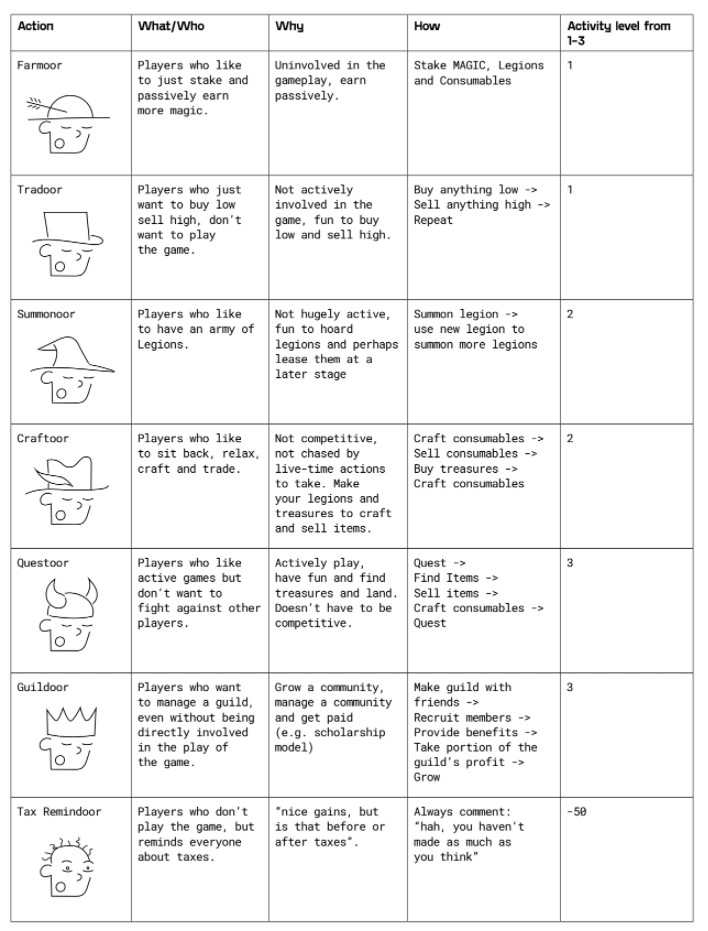 Action
What/Who
Why
How
Activity level from
1-3
Farmoor
Players who like
to just stake and
passively earn
more magic.
Uninvolved in the
gameplay, earn
passively.
Stake MAGIC, Legions
and Consumables
1
Tradoor
Players who just
want to buy low
sell high, don't
want to play
the game.
Not actively
involved in the
game, fun to buy
low and sell high.
Buy anything low ->
Sell anything high ->
Repeat
1
Summonoor
Players who like
to have an army of
Legions.
Not hugely active,
fun to hoard
legions and perhaps
lease them at a
later stage
Summon legion ->
use new legion to
summon more legions
2
Craftoor
Players who like
to sit back, relax,
craft and trade.
Not competitive,
not chased by
live-time actions
to take. Make
your legions and
treasures to craft
and sell items.
Craft consumables ->
Sell consumables ->
Buy treasures ->
Craft consumables
2
Questoor
Players who like
active games but
don't want to
fight against other
players.
Actively play,
have fun and find
treasures and land.
Doesn't have to be
competitive.
Quest ->
Find Items ->
Sell items ->
Craft consumables ->
Quest
3
Guildoor
Players who want
to manage a guild,
even without being
directly involved
in the play of
the game.
Grow a community,
manage a community
and get paid
(e.g. scholarship
model)
Make guild with
friends ->
Recruit members ->
Provide benefits ->
Take portion of the
guild's profit ->
Grow
3
Tax Remindoor
Players who don't
play the game, but
reminds everyone
about taxes.
"nice gains, but
is that before or
after taxes".
Always comment:
"hah, you haven't
made as much as
you think"
-50